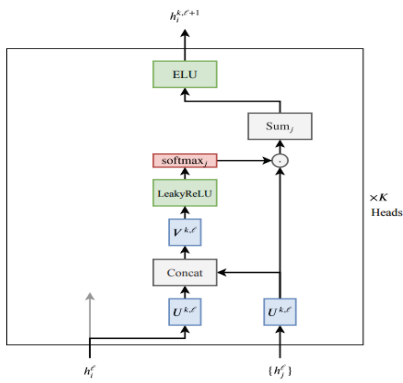 h_i^{k,ℓ+1}
ELU
Sum_j
softmax_j
·
LeakyReLU
×K
Heads
V^{k,ℓ}
Concat
U^{k,ℓ} U^{k,ℓ}
h_i^ℓ {h_j^ℓ}